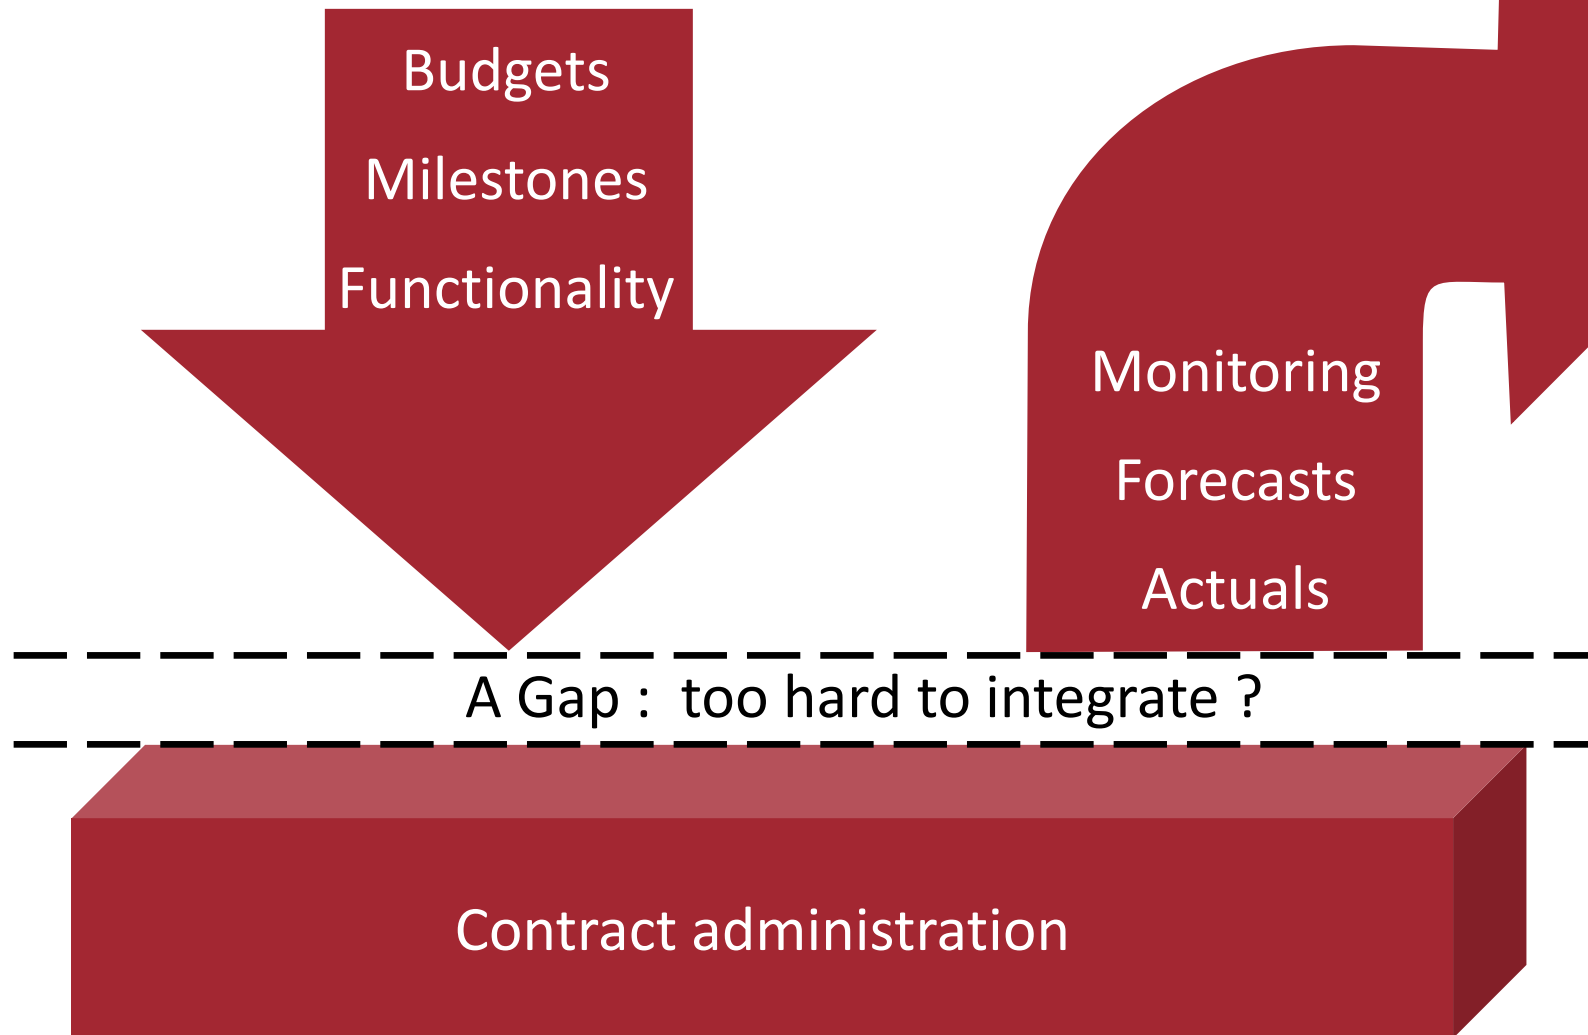 Budgets
Milestones
Functionality
Monitoring
Forecasts
Actuals
A Gap :  too hard to integrate ?
Contract administration